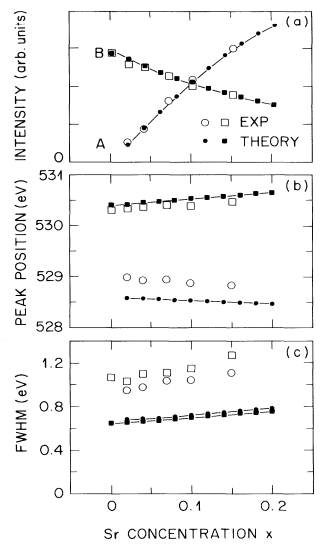 (a)
INTENSITY (arb. units)
B
A
0
○ □ EXP
● ■ THEORY
(b)
PEAK POSITION (eV)
531
530
529
528
(c)
FWHM (eV)
1.2
0.8
0.4
0
0 0.1 0.2
Sr CONCENTRATION x